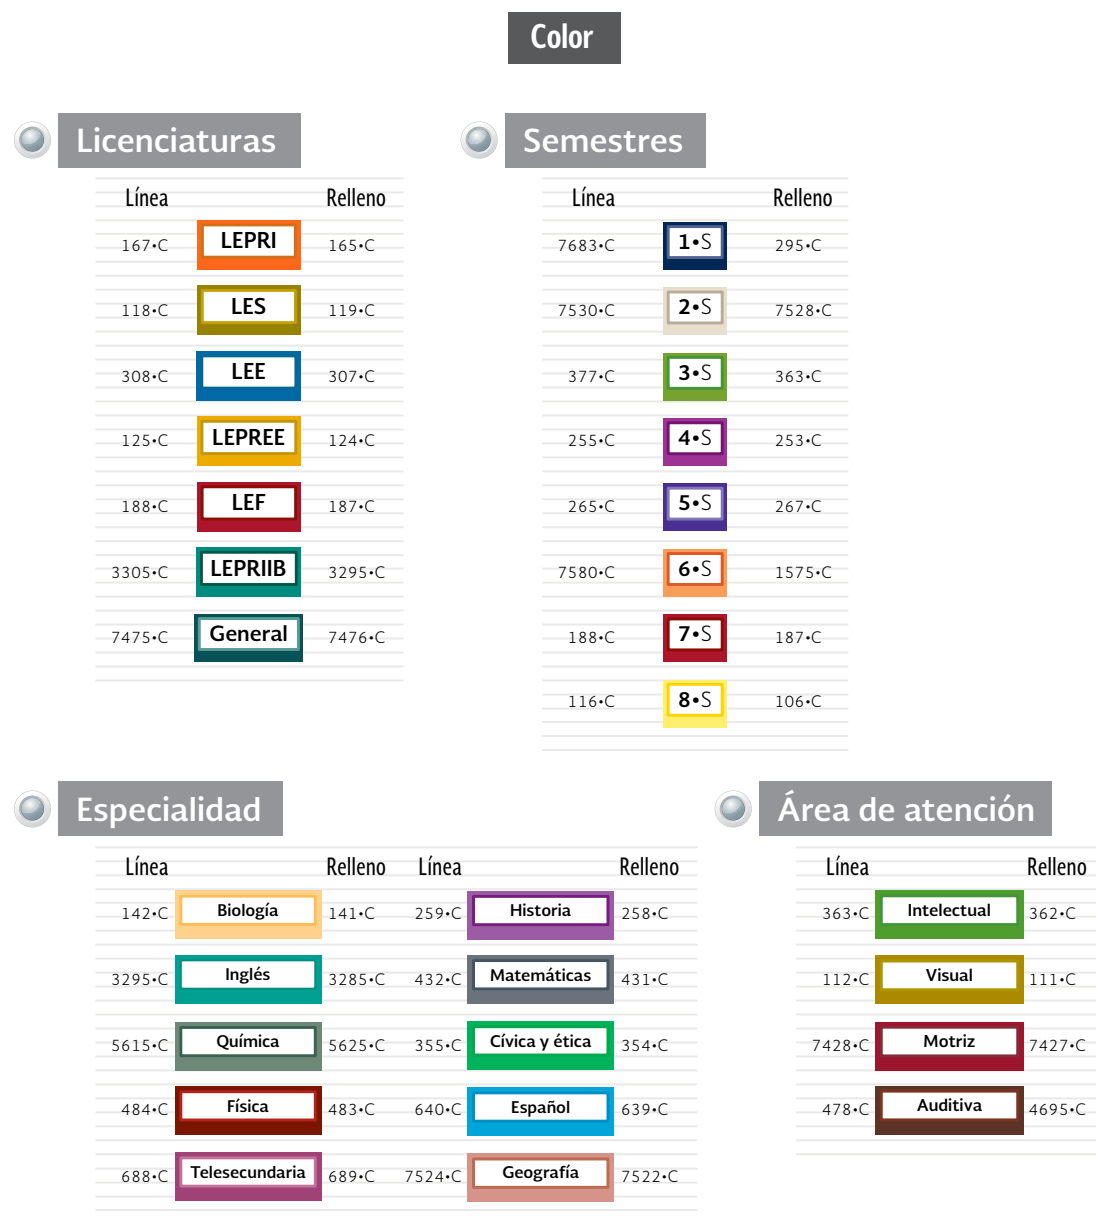 Color
Licenciaturas
Línea Relleno
167•C LEPRI 165•C
118•C LES 119•C
308•C LEE 307•C
125•C LEPREE 124•C
188•C LEF 187•C
3305•C LEPRIIB 3295•C
7475•C General 7476•C
Semestres
Línea Relleno
7683•C 1•S 295•C
7530•C 2•S 7528•C
377•C 3•S 363•C
255•C 4•S 253•C
265•C 5•S 267•C
7580•C 6•S 1575•C
188•C 7•S 187•C
116•C 8•S 106•C
Especialidad
Línea Relleno Línea Relleno
142•C Biología 141•C 259•C Historia 258•C
3295•C Inglés 3285•C 432•C Matemáticas 431•C
5615•C Química 5625•C 355•C Cívica y ética 354•C
484•C Física 483•C 640•C Español 639•C
688•C Telesecundaria 689•C 7524•C Geografía 7522•C
Área de atención
Línea Relleno
363•C Intelectual 362•C
112•C Visual 111•C
7428•C Motriz 7427•C
478•C Auditiva 4695•C